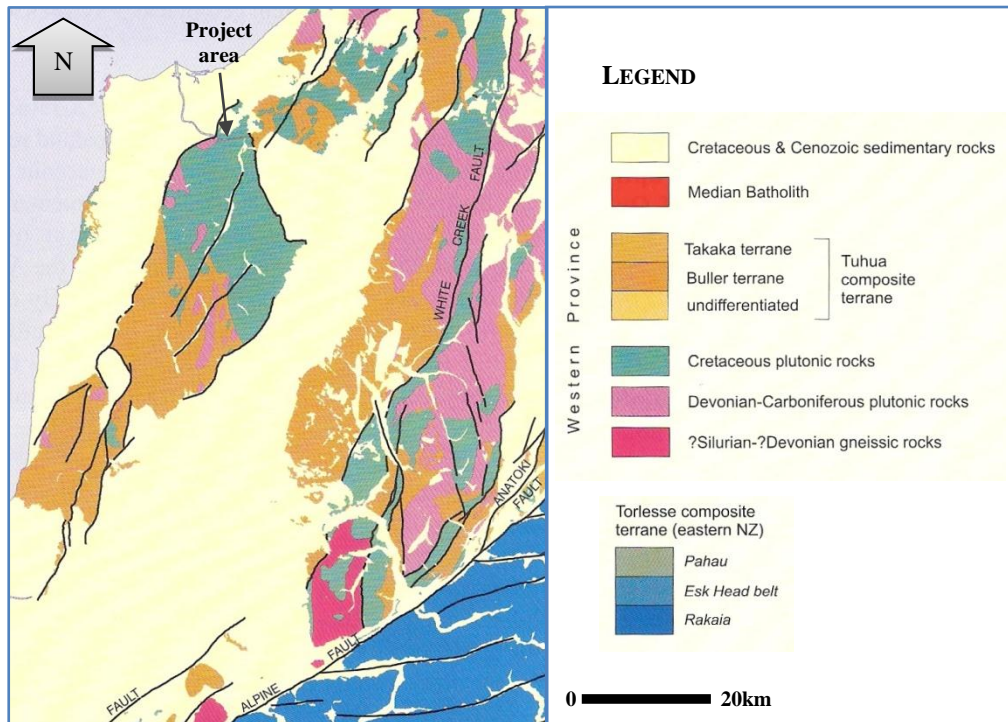 N
Project
area
WHITE
CREEK
FAULT
ANATOKI
FAULT
FAULT
ALPINE
FAULT
LEGEND
Cretaceous & Cenozoic sedimentary rocks
Median Batholith
Western Province
Takaka terrane
Buller terrane
undifferentiated
Tuhua
composite
terrane
Cretaceous plutonic rocks
Devonian-Carboniferous plutonic rocks
?Silurian-?Devonian gneissic rocks
Torlesse composite
terrane (eastern NZ)
Pahau
Esk Head belt
Rakaia
0 20km